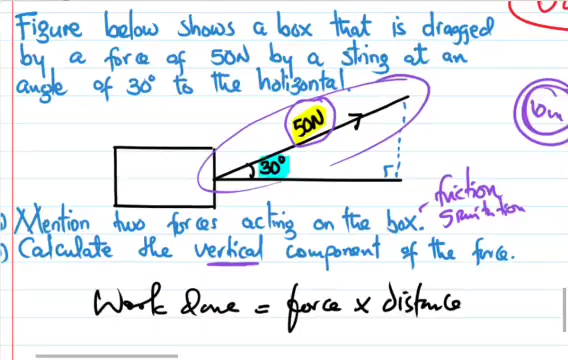 Figure below shows a box that is dragged
by a force of 50N by a string at an
angle of 30° to the horizontal.
50N
30°
friction
) Mention two forces acting on the box.
) Calculate the vertical component of the force.
Work done = force x distance